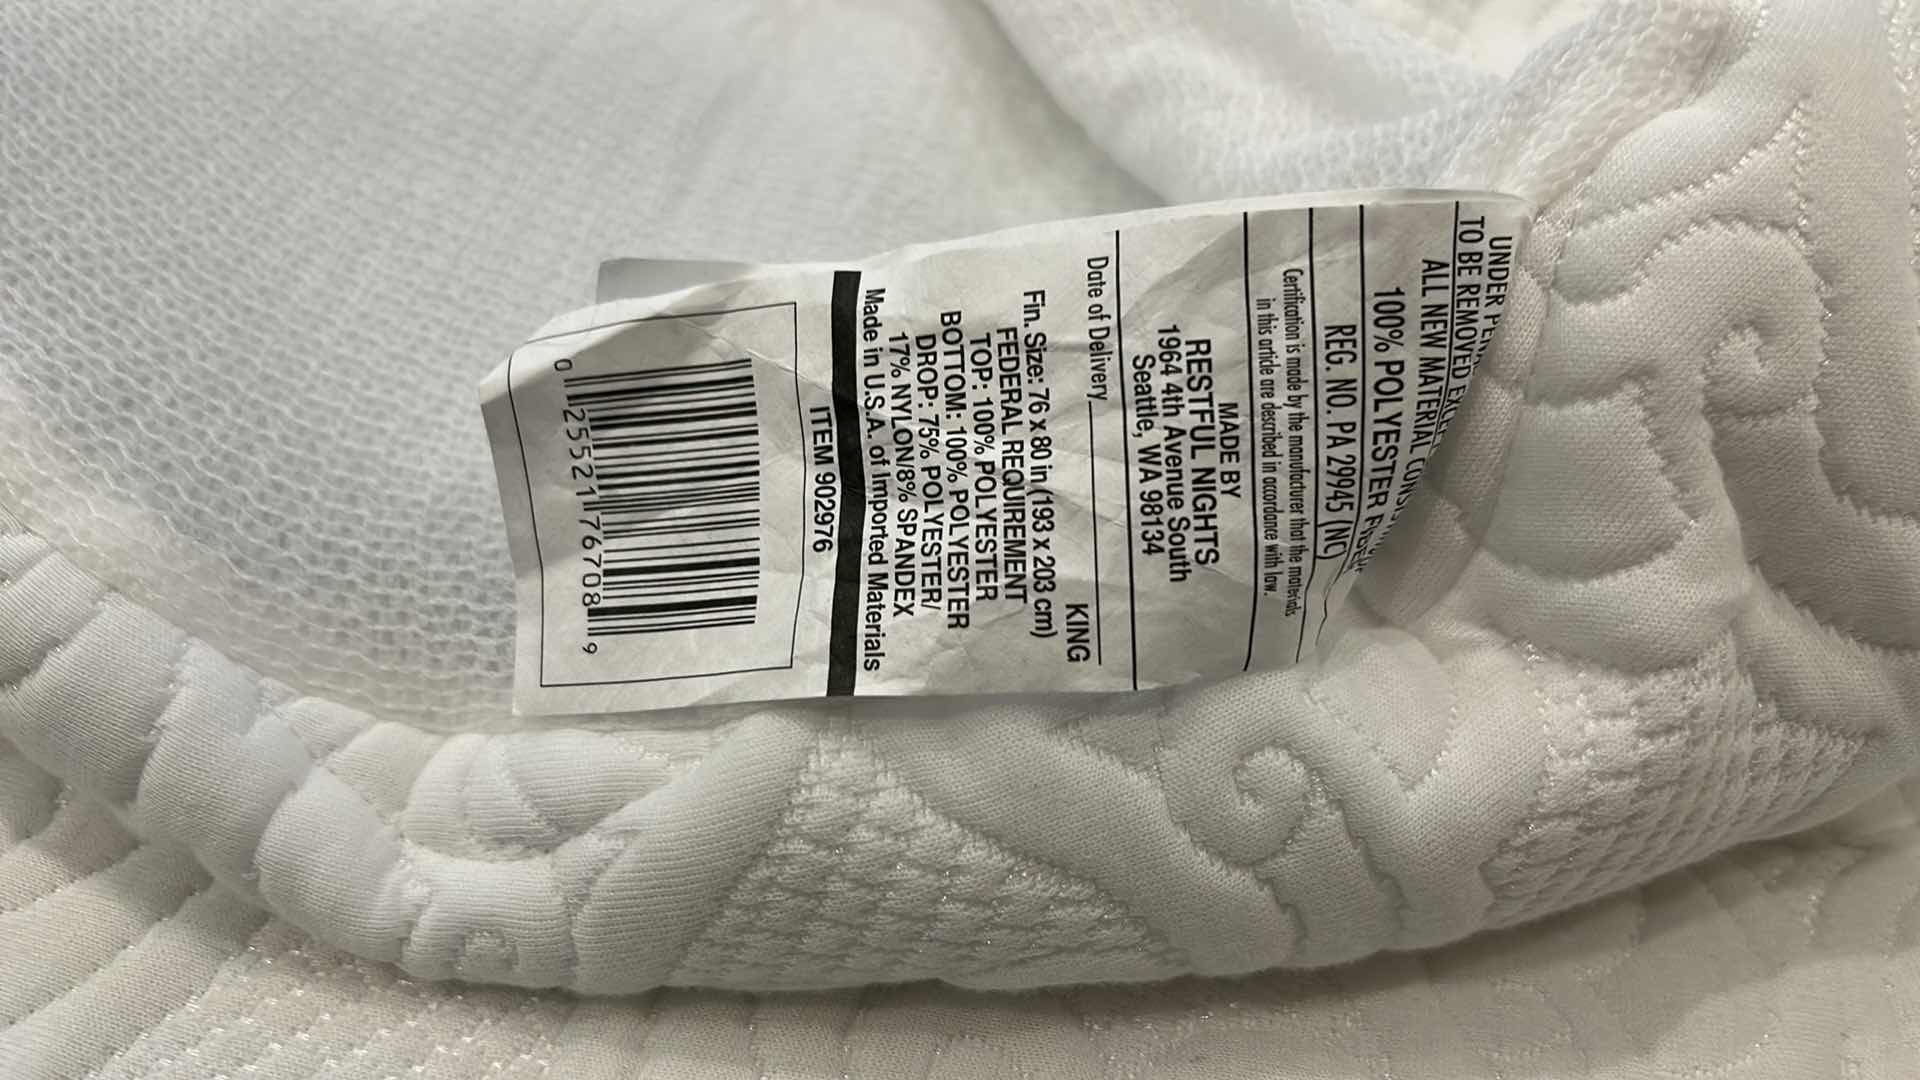 UNDER
TO BE REMOVED
ALL NEW MATERIAL
100% POLYESTER
REG. NO. PA 29945 (NC)
Certification is made by the manufacturer that the materials
in this article are described in accordance with law.
MADE BY
RESTFUL NIGHTS
1964 4th Avenue South
Seattle, WA 98134
Date of Delivery
KING
Fin. Size: 76 x 80 in (193 x 203 cm)
FEDERAL REQUIREMENT
TOP: 100% POLYESTER
BOTTOM: 100% POLYESTER
DROP: 75% POLYESTER/
17% NYLON/8% SPANDEX
Made in U.S.A. of Imported Materials
ITEM 902976
0 25521 76708 9